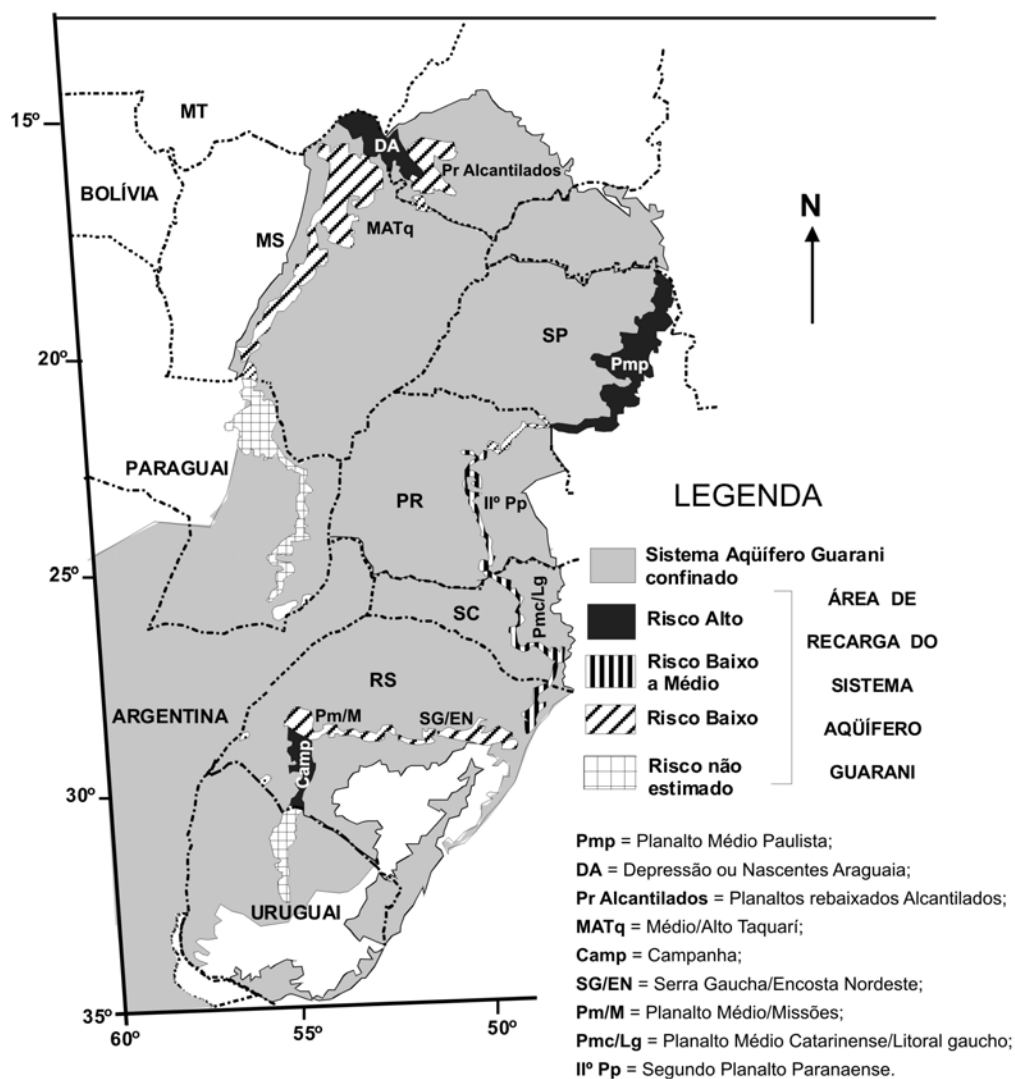 15º
20º
25º
30º
35º
60º
55º
50º
MT
BOLÍVIA
MS
DA
Pr Alcantilados
MATq
N
SP
Pmp
PARAGUAI
PR
IIº Pp
SC
Pmc/Lg
RS
ARGENTINA
Pm/M
SG/EN
Camp
URUGUAI
LEGENDA
Sistema Aqüífero Guarani
confinado
Risco Alto
Risco Baixo
a Médio
Risco Baixo
Risco não
estimado
ÁREA DE
RECARGA DO
SISTEMA
AQÜÍFERO
GUARANI
Pmp = Planalto Médio Paulista;
DA = Depressão ou Nascentes Araguaia;
Pr Alcantilados = Planaltos rebaixados Alcantilados;
MATq = Médio/Alto Taquarí;
Camp = Campanha;
SG/EN = Serra Gaucha/Encosta Nordeste;
Pm/M = Planalto Médio/Missões;
Pmc/Lg = Planalto Médio Catarinense/Litoral gaucho;
IIº Pp = Segundo Planalto Paranaense.